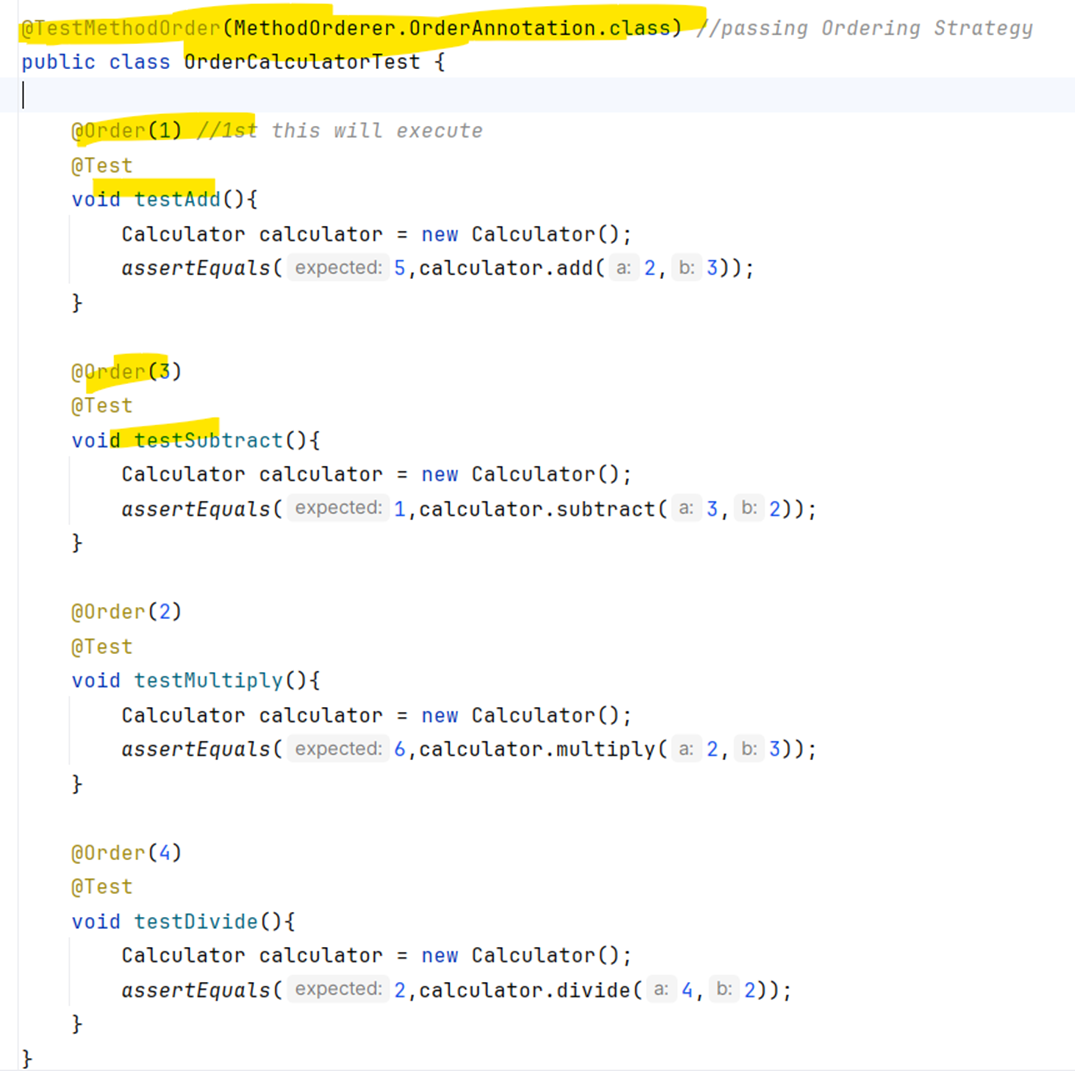 @TestMethodOrder(MethodOrderer.OrderAnnotation.class) //passing Ordering Strategy
public class OrderCalculatorTest {
@Order(1) //1st this will execute
@Test
void testAdd(){
Calculator calculator = new Calculator();
assertEquals( expected: 5,calculator.add( a: 2, b: 3));
}
@Order(3)
@Test
void testSubtract(){
Calculator calculator = new Calculator();
assertEquals( expected: 1,calculator.subtract( a: 3, b: 2));
}
@Order(2)
@Test
void testMultiply(){
Calculator calculator = new Calculator();
assertEquals( expected: 6,calculator.multiply( a: 2, b: 3));
}
@Order(4)
@Test
void testDivide(){
Calculator calculator = new Calculator();
assertEquals( expected: 2,calculator.divide( a: 4, b: 2));
}
}